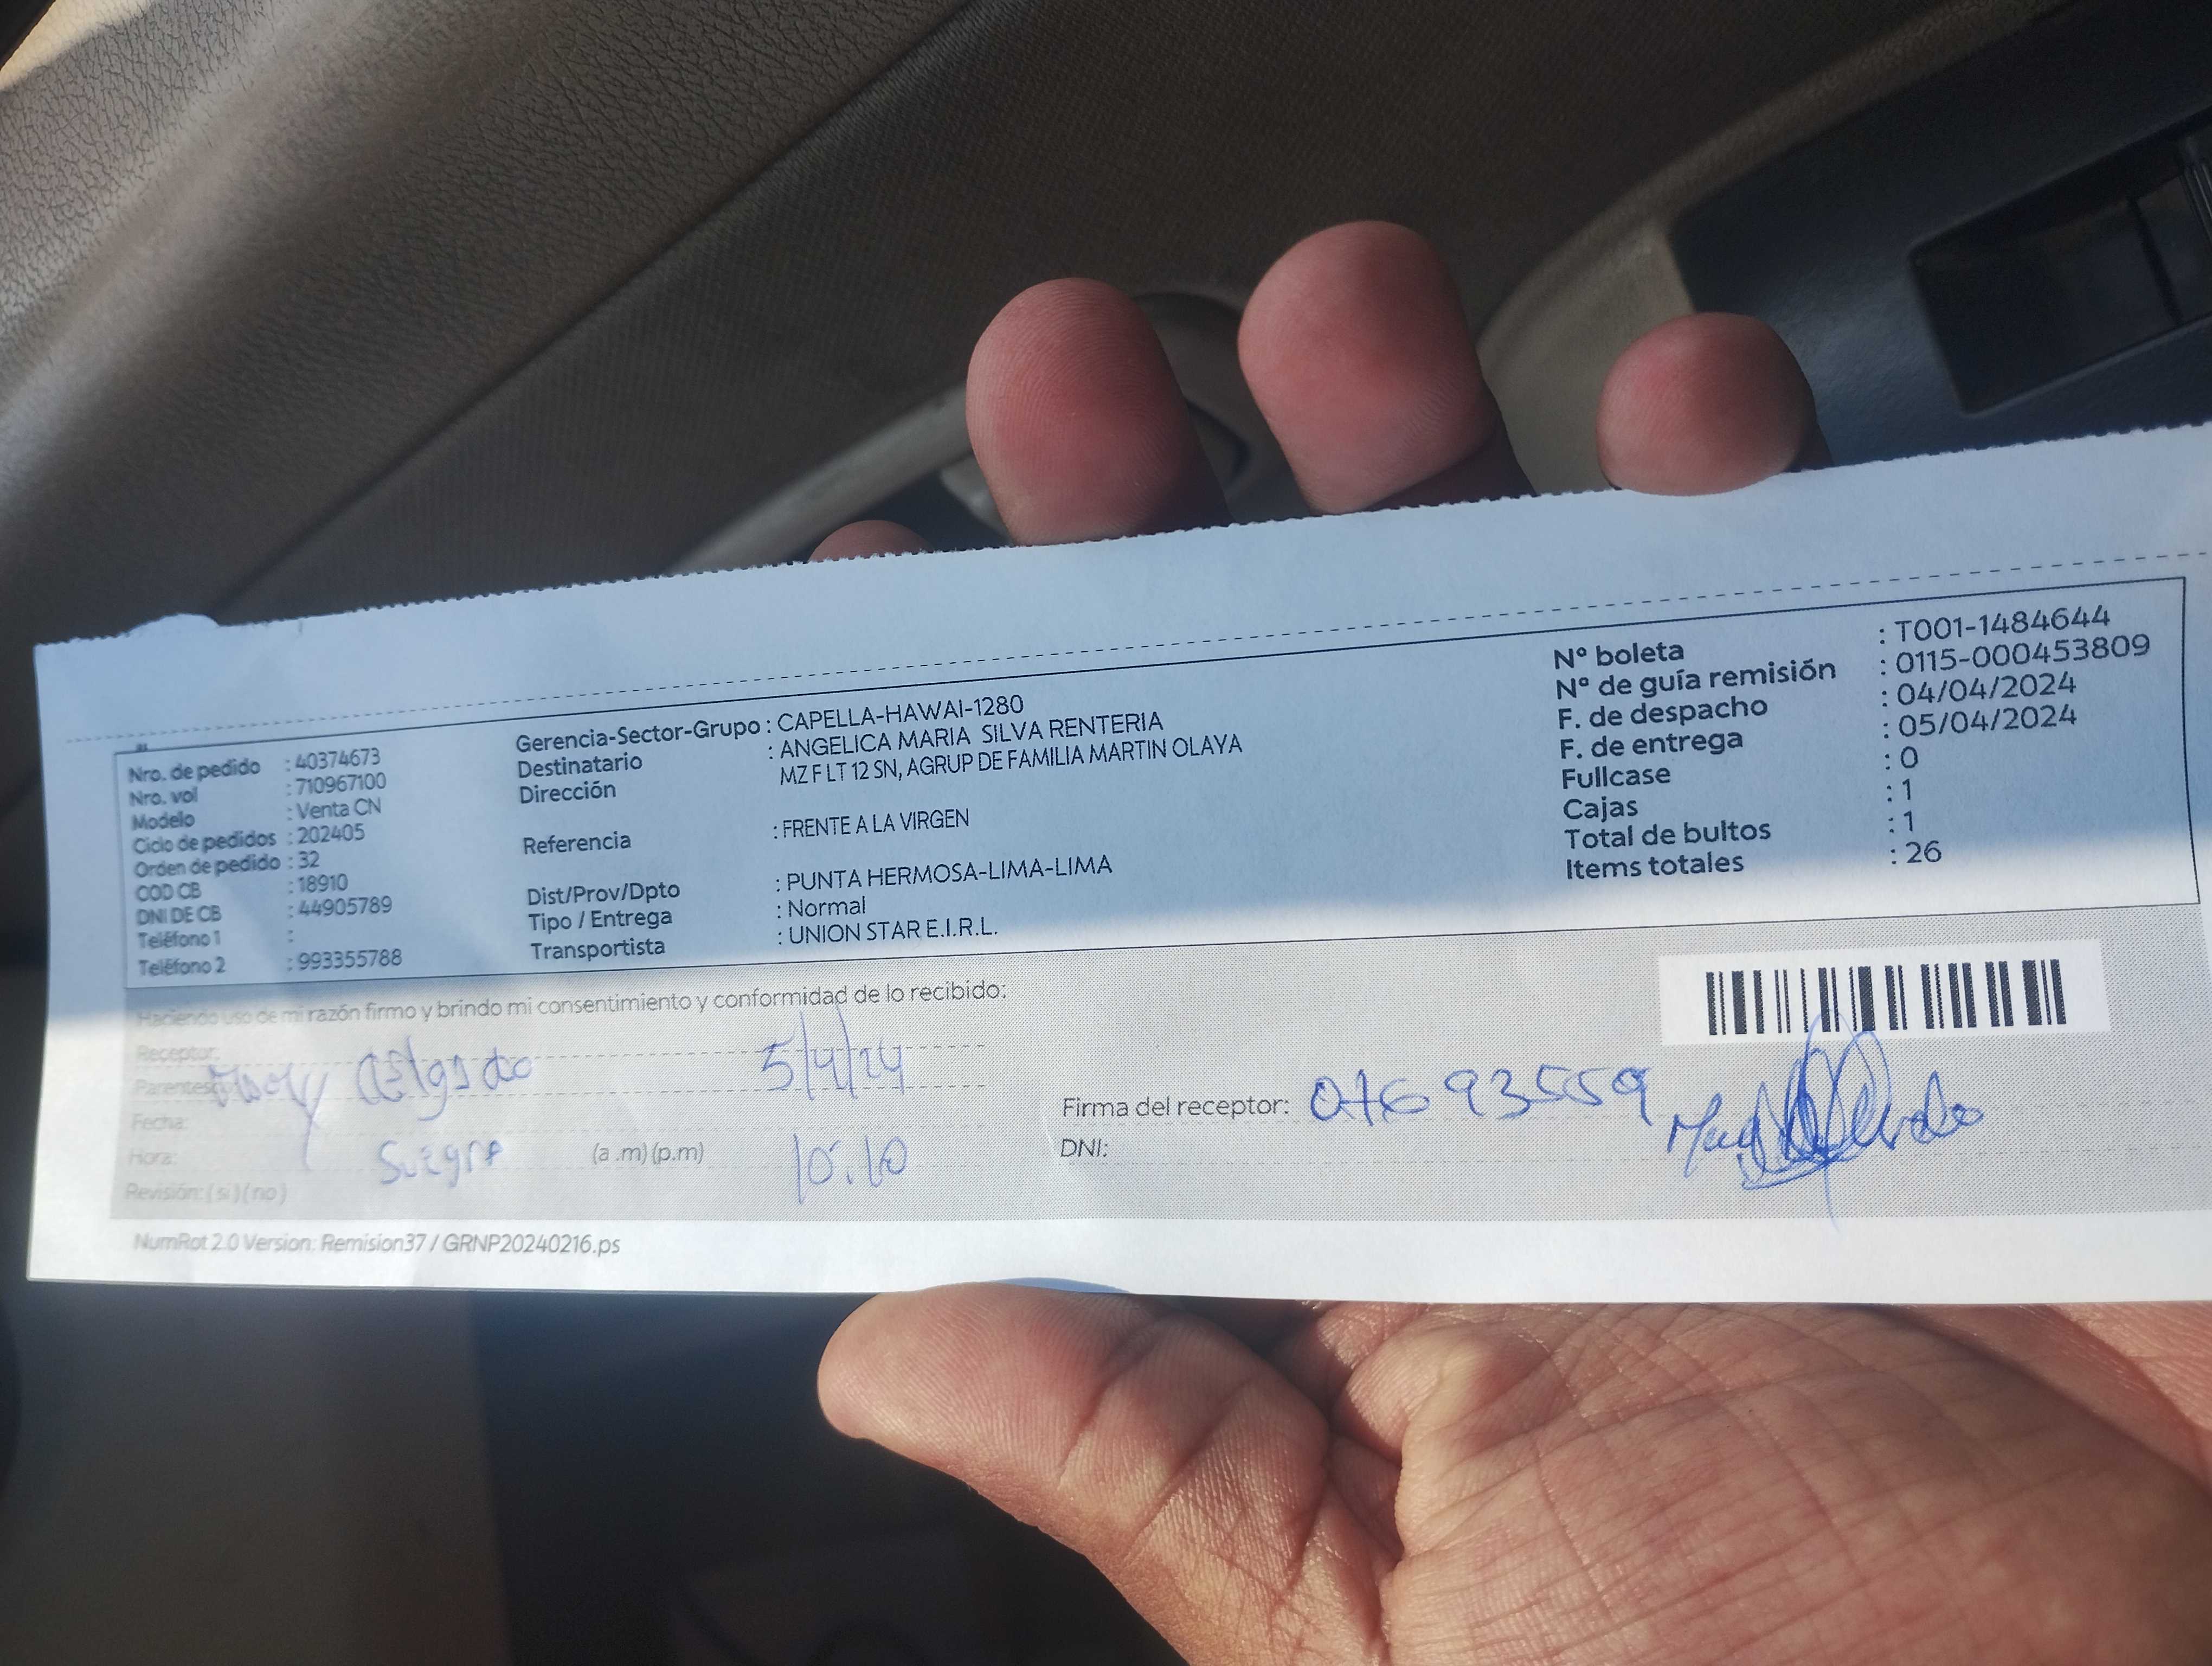 Nro. de pedido : 40374673
Nro. vol : 710967100
Modelo : Venta CN
Ciclo de pedidos : 202405
Orden de pedido : 32
COD CB : 18910
DNI DE CB : 44905789
Teléfono 1 :
Teléfono 2 : 993355788
Gerencia-Sector-Grupo : CAPELLA-HAWAI-1280
Destinatario : ANGELICA MARIA SILVA RENTERIA
Dirección MZ F LT 12 SN, AGRUP DE FAMILIA MARTIN OLAYA
Referencia : FRENTE A LA VIRGEN
Dist/Prov/Dpto : PUNTA HERMOSA-LIMA-LIMA
Tipo / Entrega : Normal
Transportista : UNION STAR E.I.R.L.
N° boleta : T001-1484644
N° de guía remisión : 0115-000453809
F. de despacho : 04/04/2024
F. de entrega : 05/04/2024
Fullcase : 0
Cajas : 1
Total de bultos : 1
Items totales : 26
Haciendo uso de mi razón firmo y brindo mi consentimiento y conformidad de lo recibido:
Receptor:
Parentesco
Delgado 5/4/24
Fecha:
Hora: Suegra (a.m) (p.m) 10:10
Revisión: ( si ) ( no )
Firma del receptor: 07693559
DNI:
NumRot 2.0 Version: Remision37 / GRNP20240216.ps